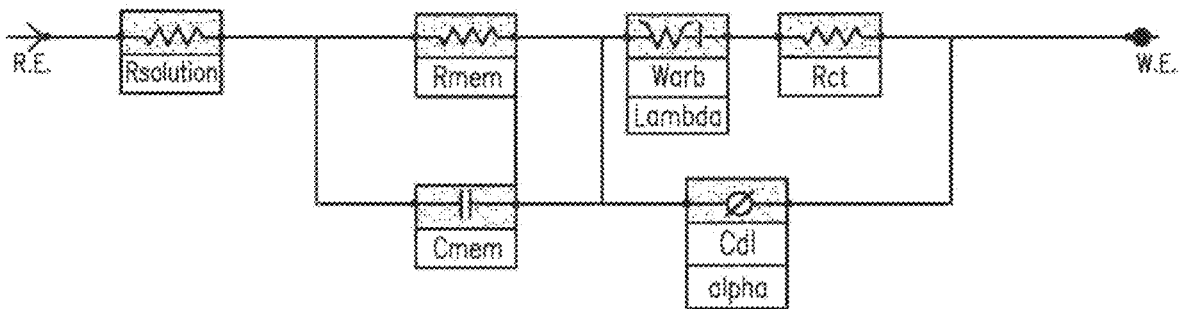 R.E.
Rsolution
Rmem
Warb
Lambda
Rct
W.E.
Cmem
Cdl
alpha